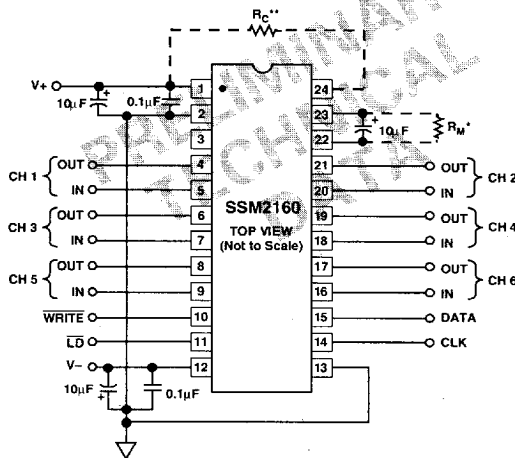 PRELIMINARY
TECHNICAL
DATA
RC**
V+
10µF
+
0.1µF
1
2
3
4
5
6
7
8
9
10
11
12
24
23
22
21
20
19
18
17
16
15
14
13
+
10µF
RM*
CH 1
OUT
IN
CH 3
OUT
IN
CH 5
OUT
IN
WRITE
LD
V−
10µF
+
0.1µF
SSM2160
TOP VIEW
(Not to Scale)
OUT
CH 2
IN
OUT
CH 4
IN
OUT
CH 6
IN
DATA
CLK